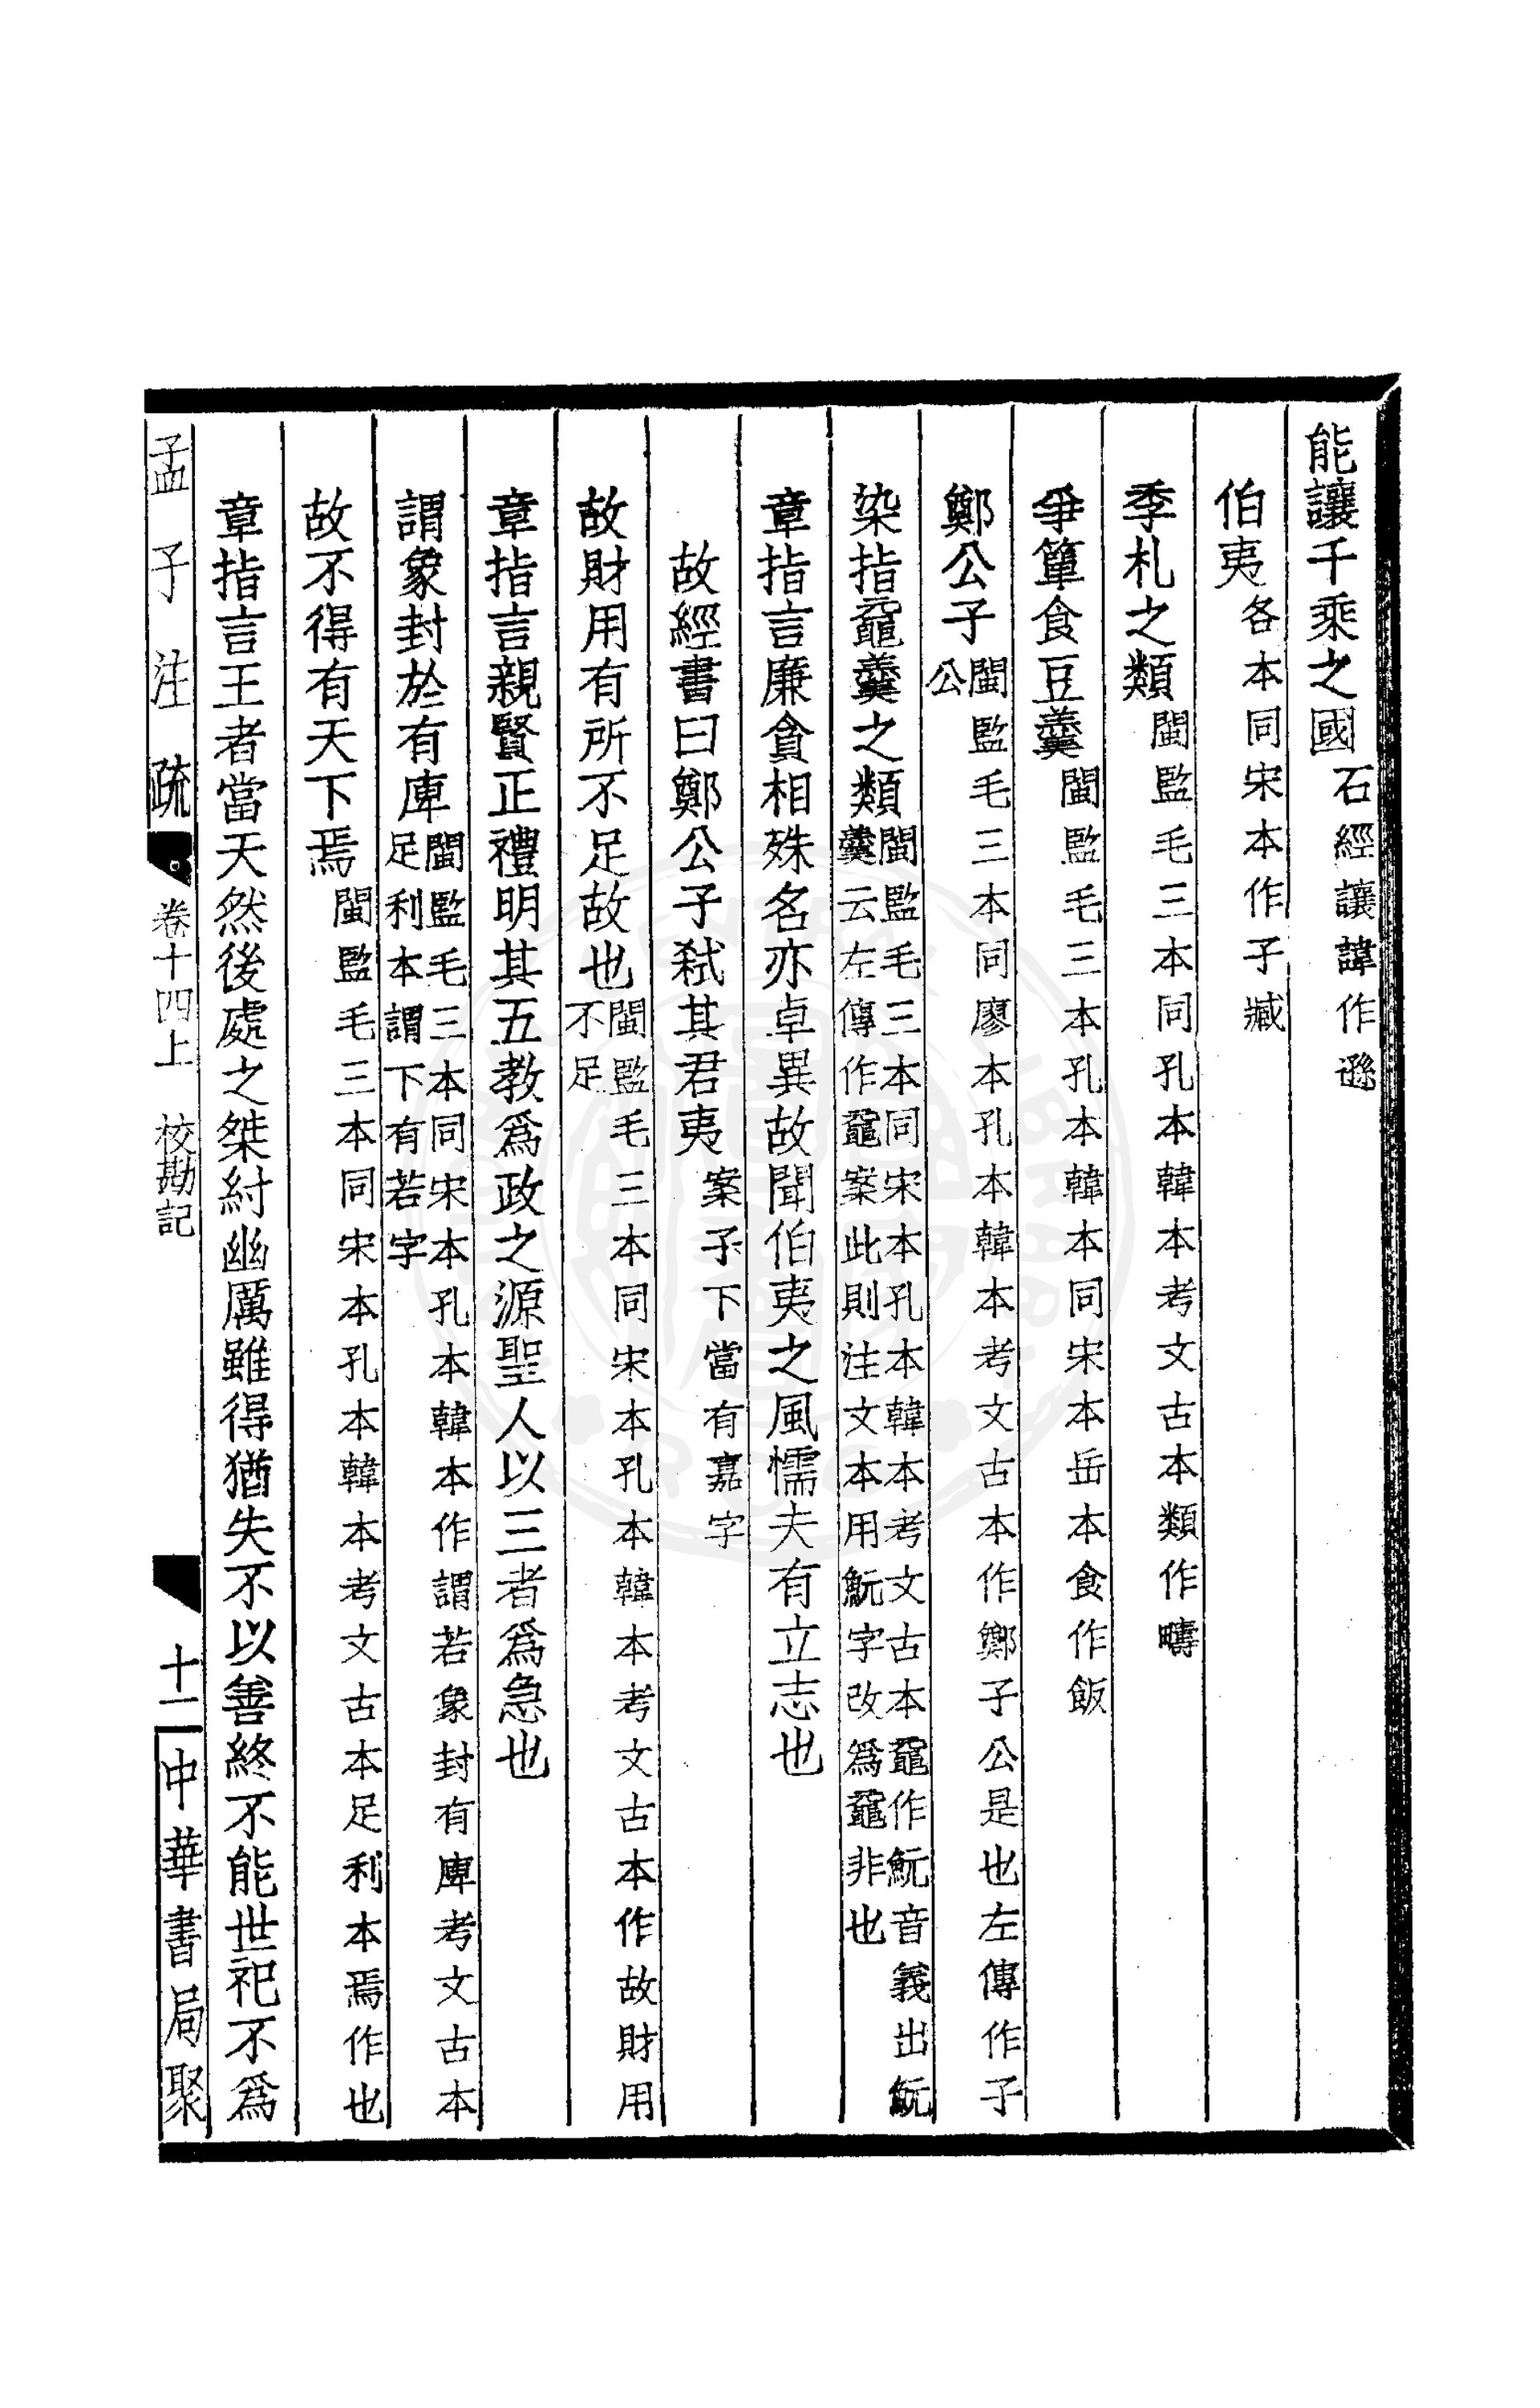 能讓千乘之國石經讓諱作遜
伯夷各本同宋本作子臧
季札之類閩監毛三本同孔本韓本考文古本類作疇
爭簞食豆羹閩監毛三本孔本韓本同宋本岳本食作飯
鄭公子閩監毛三本同廖本孔本韓本考文古本作鄭子公是也左傳作子
公
染指黿羹之類閩監毛三本同宋本孔本韓本考文古本黿作魭音義出魭
羹云左傳作黿案此則注文本用魭字改爲黿非也
章指言廉貪相殊名亦卓異故聞伯夷之風懦夫有立志也
故經書曰鄭公子弒其君夷案子下當有嘉字
故財用有所不足故也閩監毛三本同宋本孔本韓本考文古本作故財用
不足
章指言親賢正禮明其五教爲政之源聖人以三者爲急也
謂象封於有庳閩監毛三本同宋本孔本韓本作謂若象封有庳考文古本
足利本謂下有若字
故不得有天下焉閩監毛三本同宋本孔本韓本考文古本足利本焉作也
章指言王者當天然後處之桀紂幽厲雖得猶失不以善終不能世祀不爲
孟子注疏 卷十四上 校勘記 十一 中華書局聚